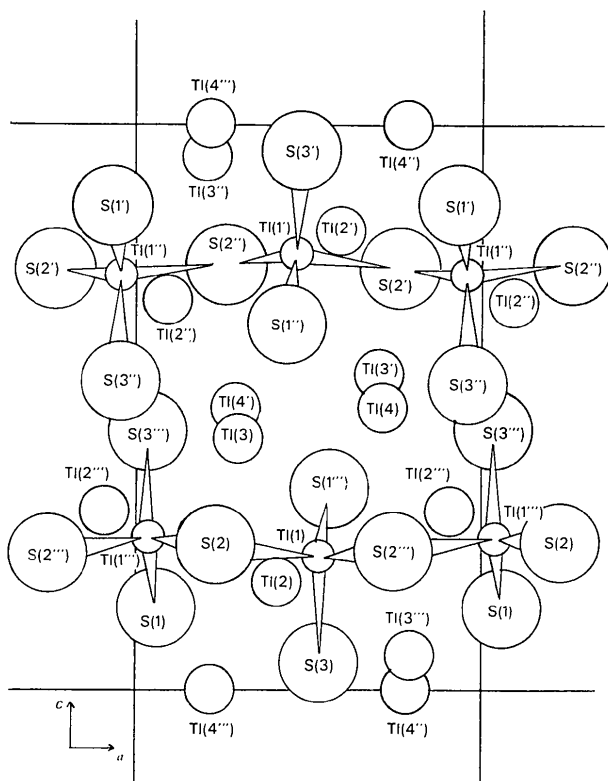 Tl(4''')
S(3')
Tl(3'')
Tl(4'')
S(1')
Tl(1')
Tl(2')
S(1')
S(2')
Tl(1'')
S(2'')
S(2')
Tl(1'')
S(2'')
Tl(2'')
S(1'')
Tl(2'')
S(3'')
Tl(3')
S(3'')
Tl(4')
Tl(4)
S(3''')
Tl(3)
S(3''')
Tl(2''')
S(1''')
Tl(2''')
Tl(1''')
S(2''')
S(2)
Tl(1)
S(2''')
S(2)
Tl(1''')
Tl(2)
S(1)
S(1)
Tl(3''')
S(3)
c
Tl(4''')
Tl(4'')
a